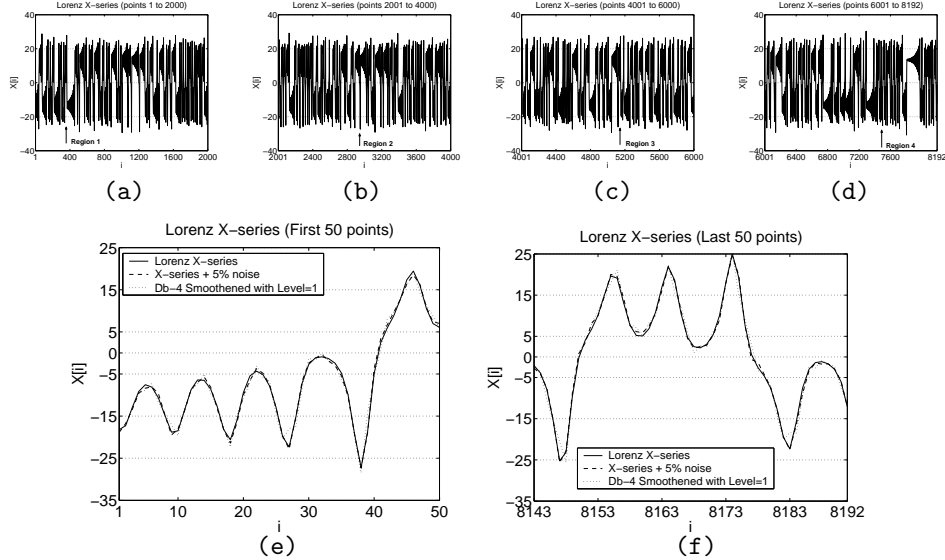 Lorenz X−series (points 1 to 2000)
40
20
0
−20
−40
X[i]
1 400 800 1200 1600 2000
i
Region 1
(a)
Lorenz X−series (points 2001 to 4000)
40
20
0
−20
−40
X[i]
2001 2400 2800 3200 3600 4000
i
Region 2
(b)
Lorenz X−series (points 4001 to 6000)
40
20
0
−20
−40
X[i]
4001 4400 4800 5200 5600 6000
i
Region 3
(c)
Lorenz X−series (points 6001 to 8192)
40
20
0
−20
−40
X[i]
6001 6400 6800 7200 7600 8192
i
Region 4
(d)
Lorenz X−series (First 50 points)
25
15
5
0
−5
−15
−25
−35
X[i]
Lorenz X−series
X−series + 5% noise
Db−4 Smoothened with Level=1
1 10 20 30 40 50
i
(e)
Lorenz X−series (Last 50 points)
25
15
5
0
−5
−15
−25
−35
X[i]
Lorenz X−series
X−series + 5% noise
Db−4 Smoothened with Level=1
8143 8153 8163 8173 8183 8192
i
(f)